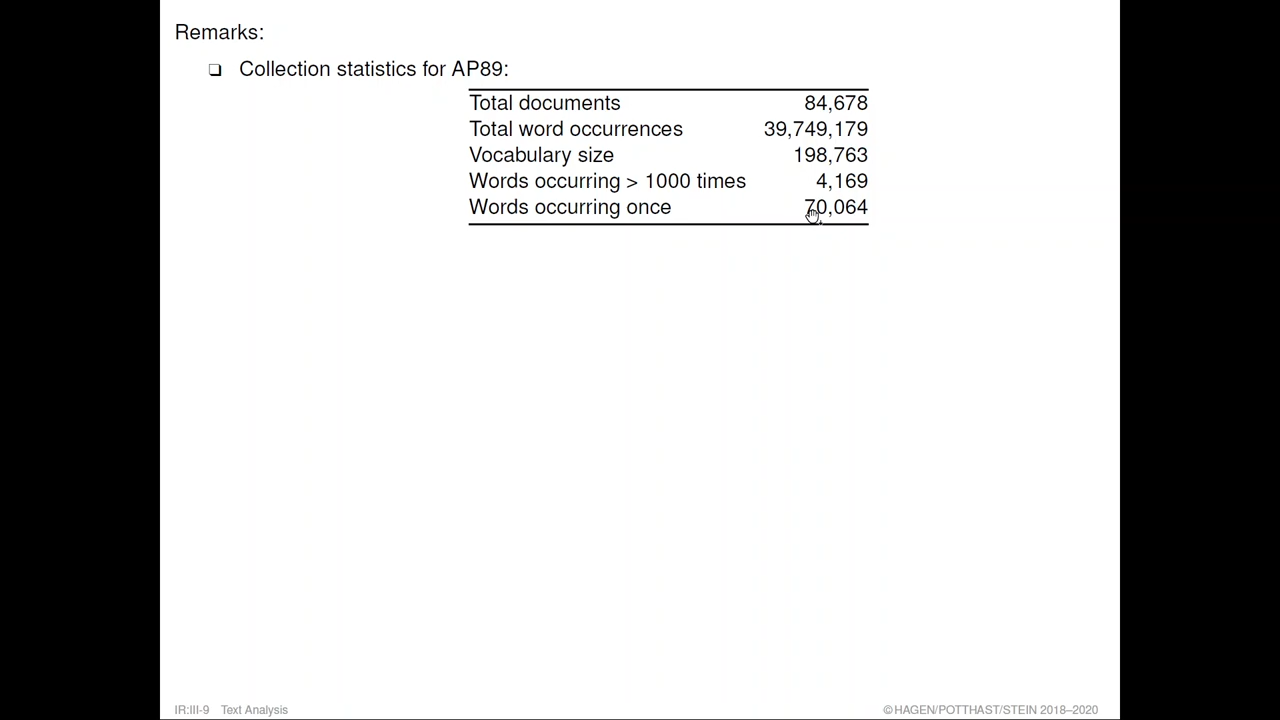 Remarks:
❏ Collection statistics for AP89:
Total documents 84,678
Total word occurrences 39,749,179
Vocabulary size 198,763
Words occurring > 1000 times 4,169
Words occurring once 70,064
IR:III-9 Text Analysis ©HAGEN/POTTHAST/STEIN 2018–2020